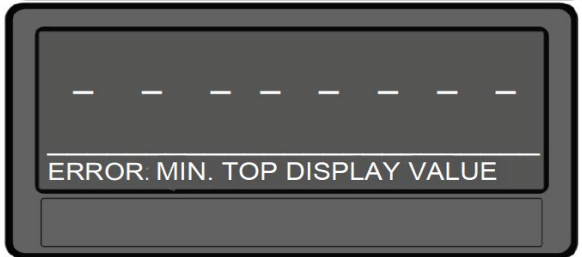 – – – – – – – –
ERROR: MIN. TOP DISPLAY VALUE